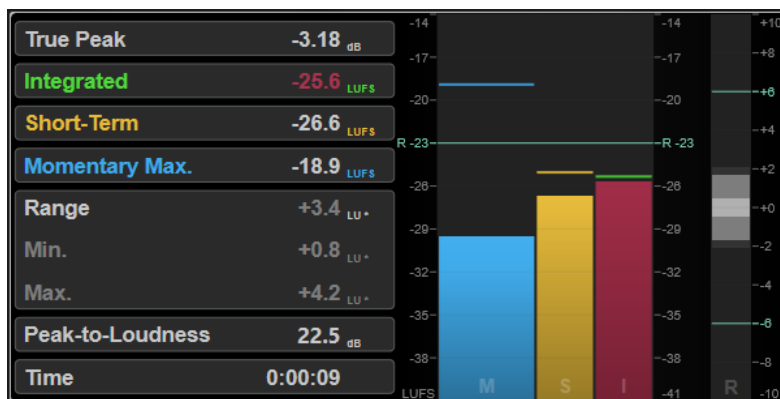 True Peak -3.18 dB
Integrated -25.6 LUFS
Short-Term -26.6 LUFS
Momentary Max. -18.9 LUFS
Range +3.4 LU*
Min. +0.8 LU*
Max. +4.2 LU*
Peak-to-Loudness 22.5 dB
Time 0:00:09
-14 -14 +10
-17 -17 +8
-20 -20 +6
+4
R -23 R -23
+2
-26 -26 +0
-29 -29 -2
-32 -32 -4
-35 -35 -6
-38 -38 -8
LUFS M S I -41 R -10